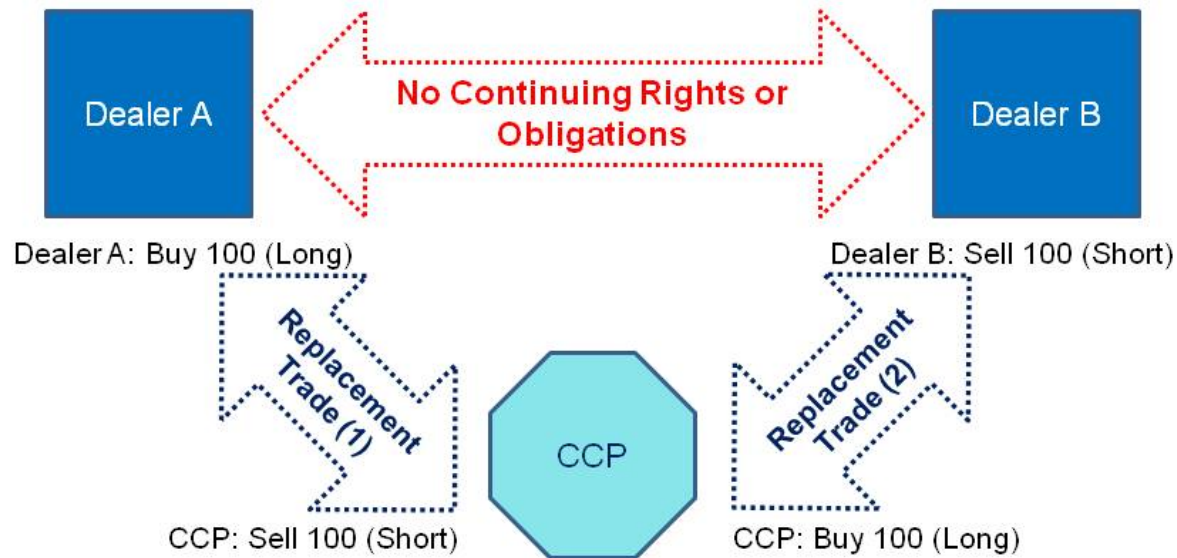 Dealer A
No Continuing Rights or
Obligations
Dealer B
Dealer A: Buy 100 (Long)
Dealer B: Sell 100 (Short)
Replacement
Trade (1)
Replacement
Trade (2)
CCP
CCP: Sell 100 (Short)
CCP: Buy 100 (Long)